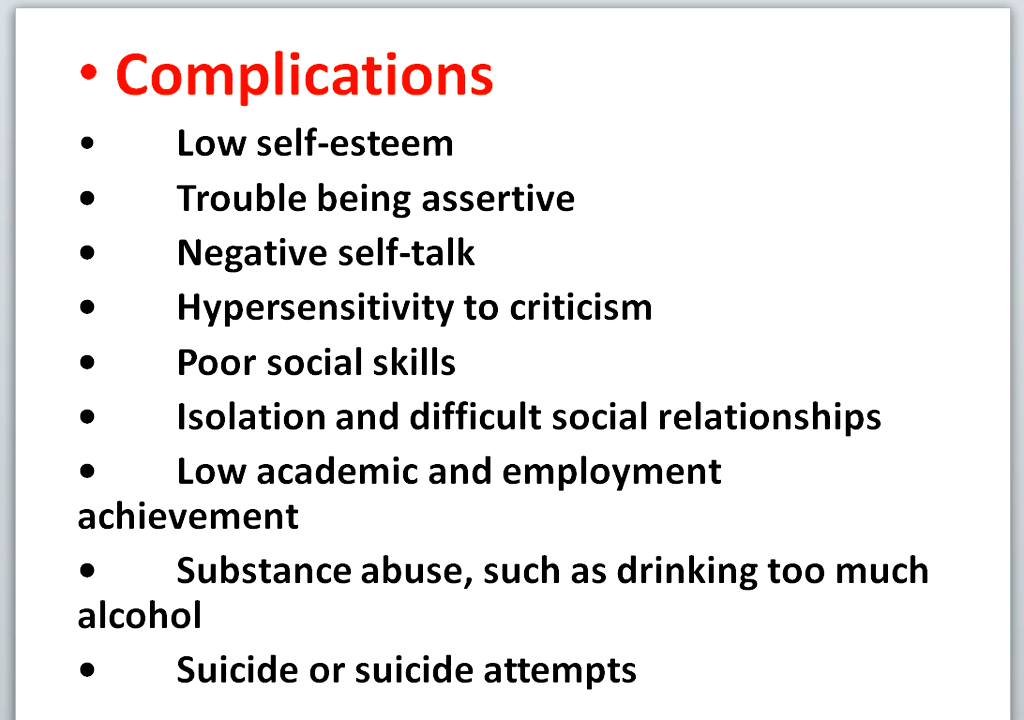 • Complications
• Low self-esteem
• Trouble being assertive
• Negative self-talk
• Hypersensitivity to criticism
• Poor social skills
• Isolation and difficult social relationships
• Low academic and employment
achievement
• Substance abuse, such as drinking too much
alcohol
• Suicide or suicide attempts